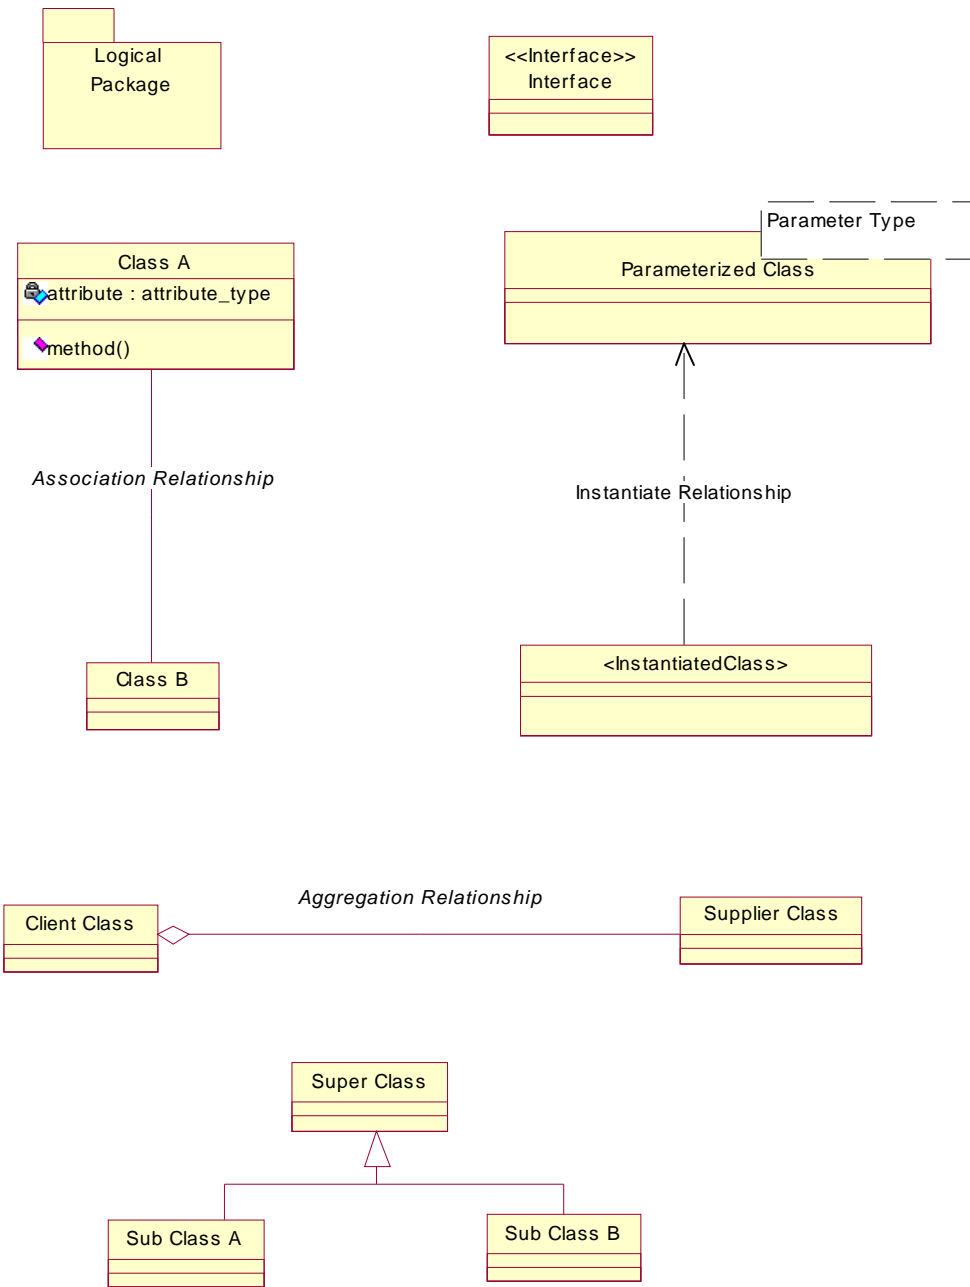 Logical
Package
<<Interface>>
Interface
Parameter Type
Class A
attribute : attribute_type
method()
Parameterized Class
Association Relationship
Instantiate Relationship
Class B
<InstantiatedClass>
Aggregation Relationship
Client Class
Supplier Class
Super Class
Sub Class A
Sub Class B